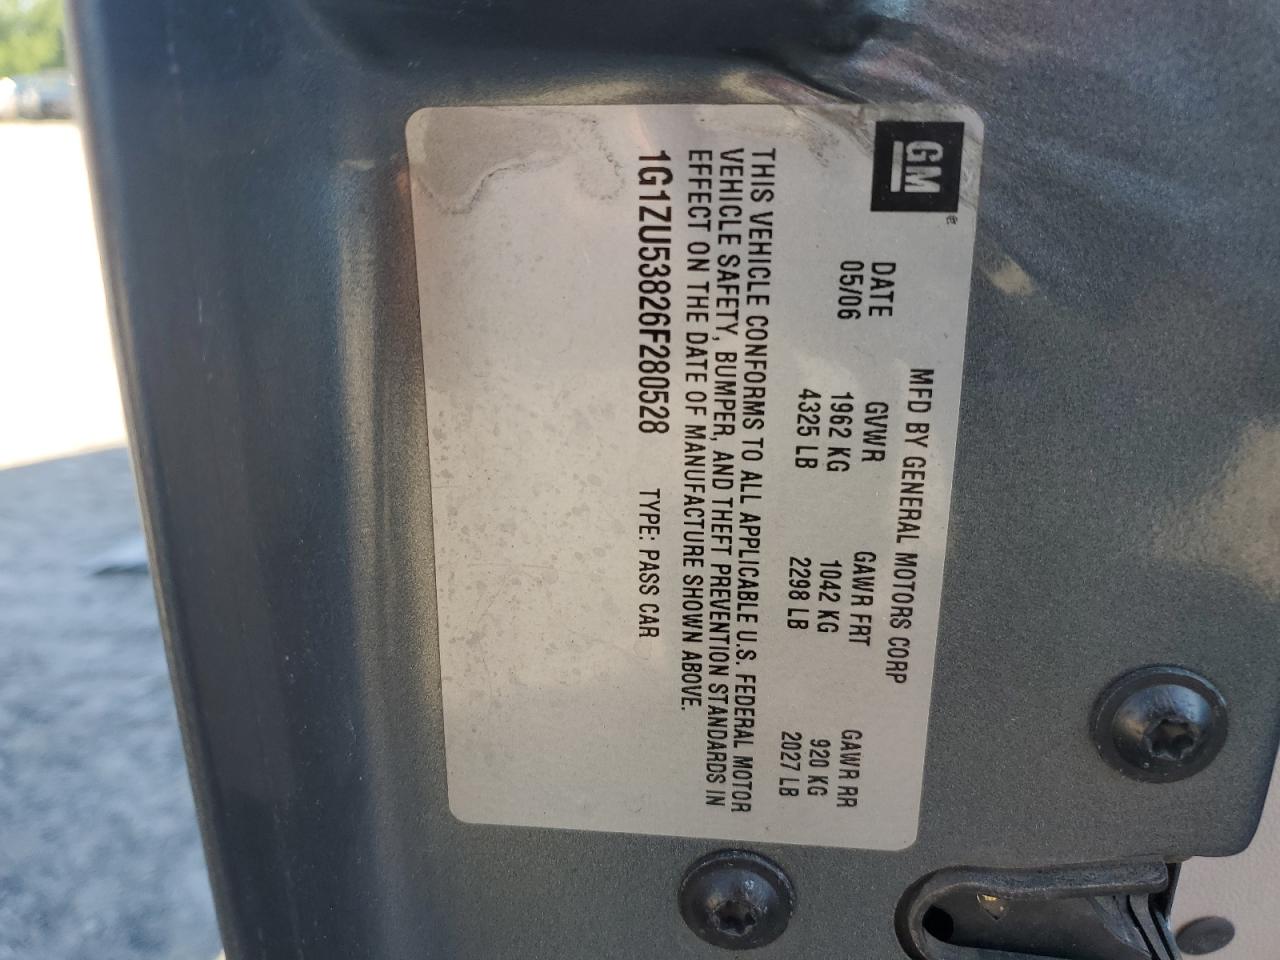 GM
®
MFD BY GENERAL MOTORS CORP
DATE GVWR GAWR FRT GAWR RR
05/06 1962 KG 1042 KG 920 KG
4325 LB 2298 LB 2027 LB
THIS VEHICLE CONFORMS TO ALL APPLICABLE U.S. FEDERAL MOTOR
VEHICLE SAFETY, BUMPER, AND THEFT PREVENTION STANDARDS IN
EFFECT ON THE DATE OF MANUFACTURE SHOWN ABOVE.
1G1ZU53826F280528 TYPE: PASS CAR